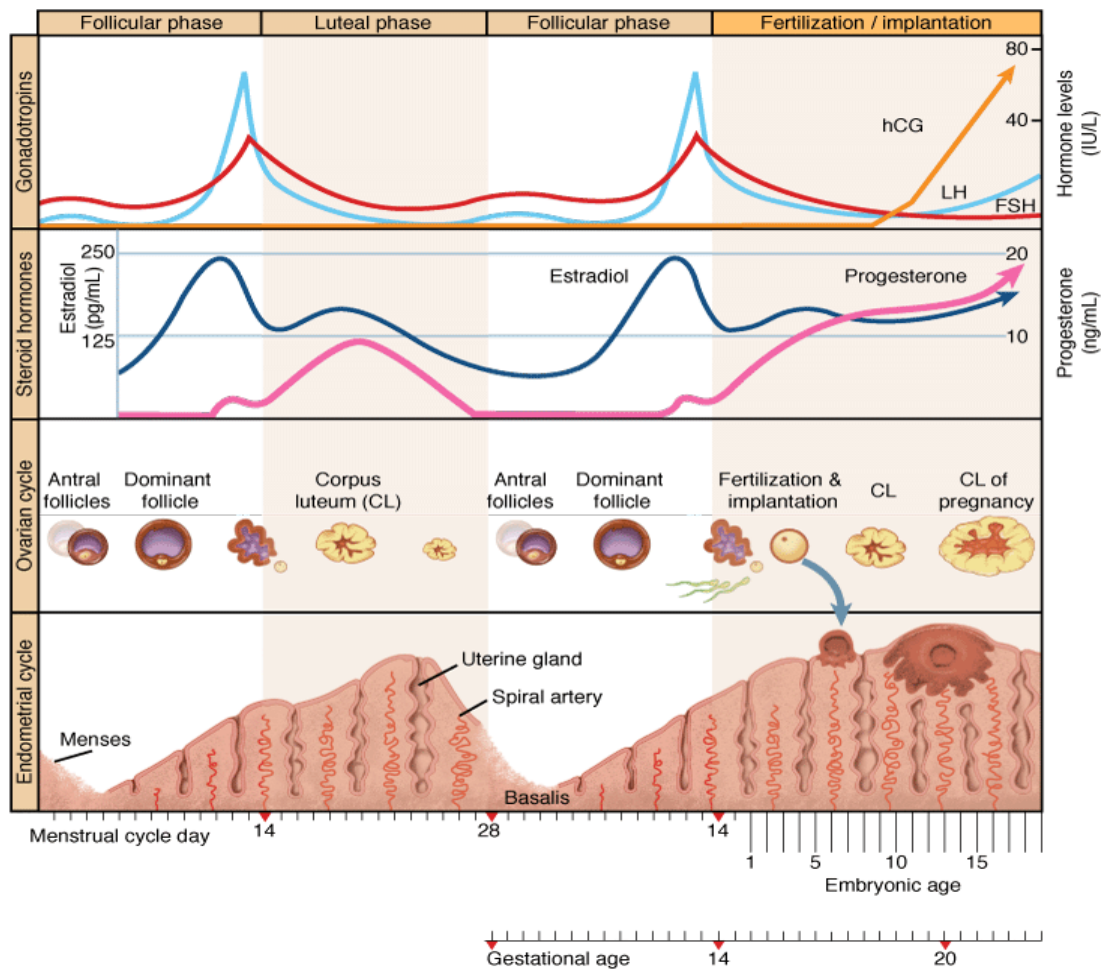 Follicular phase
Luteal phase
Follicular phase
Fertilization / implantation
Gonadotropins
80
40
Hormone levels
(IU/L)
hCG
LH
FSH
Steroid hormones
Estradiol
(pg/mL)
250
125
Estradiol
Progesterone
20
10
Progesterone
(ng/mL)
Ovarian cycle
Antral
follicles
Dominant
follicle
Corpus
luteum (CL)
Antral
follicles
Dominant
follicle
Fertilization &
implantation
CL
CL of
pregnancy
Endometrial cycle
Menses
Uterine gland
Spiral artery
Basalis
Menstrual cycle day
14
28
14
1
5
10
15
Embryonic age
Gestational age
14
20